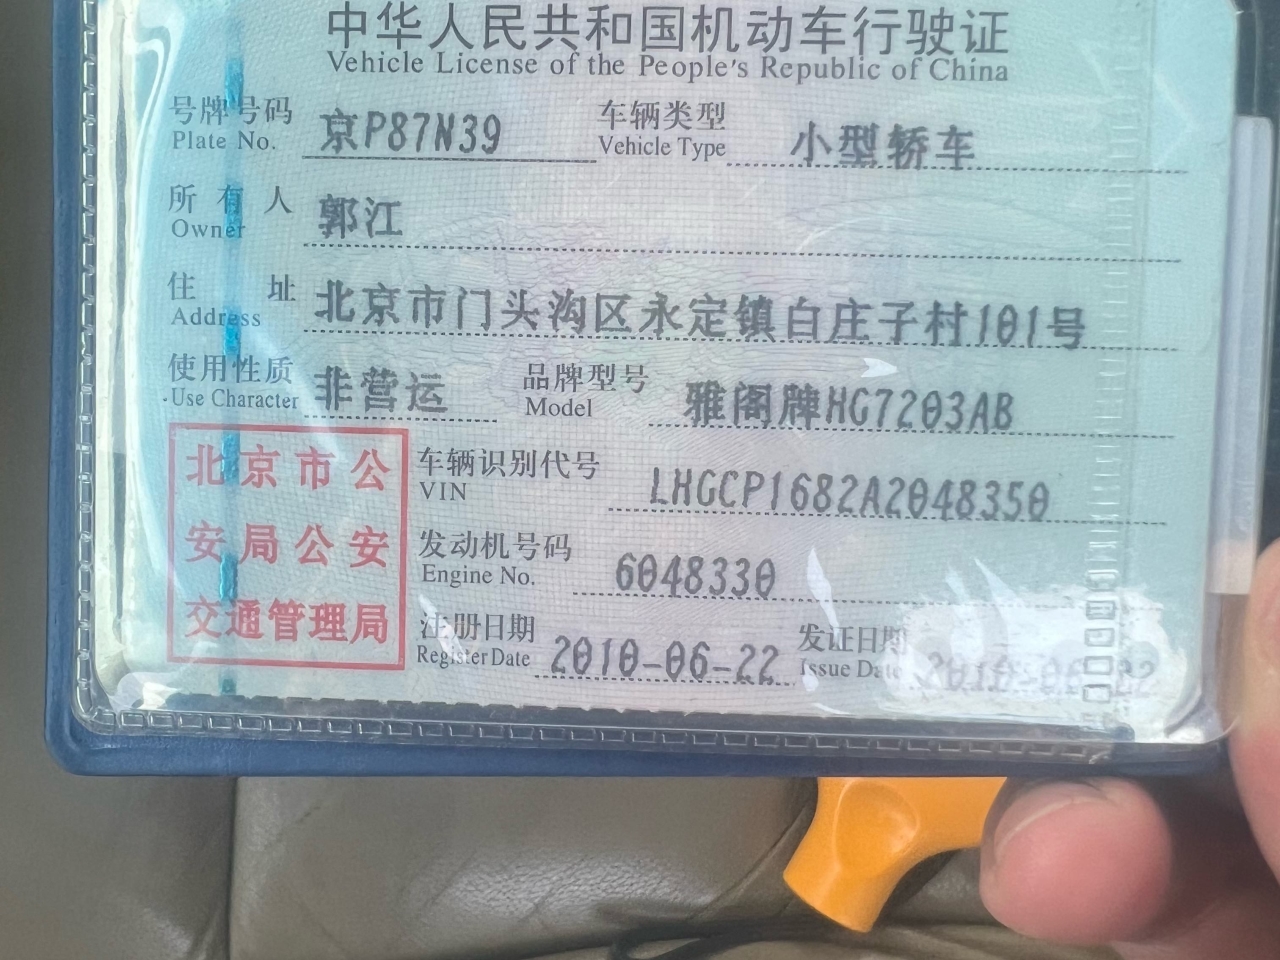 中华人民共和国机动车行驶证
Vehicle License of the People's Republic of China
号牌号码 京P87N39 车辆类型 小型轿车
Plate No. Vehicle Type
所有人 郭江
Owner
住址 北京市门头沟区永定镇白庄子村101号
Address
使用性质 非营运 品牌型号 雅阁牌HG7203AB
Use Character Model
北京市公 车辆识别代号 LHGCP1682A2048350
VIN
安局公安 发动机号码 6048330
Engine No.
交通管理局 注册日期 2010-06-22 发证日期 2010-06-22
Register Date Issue Date